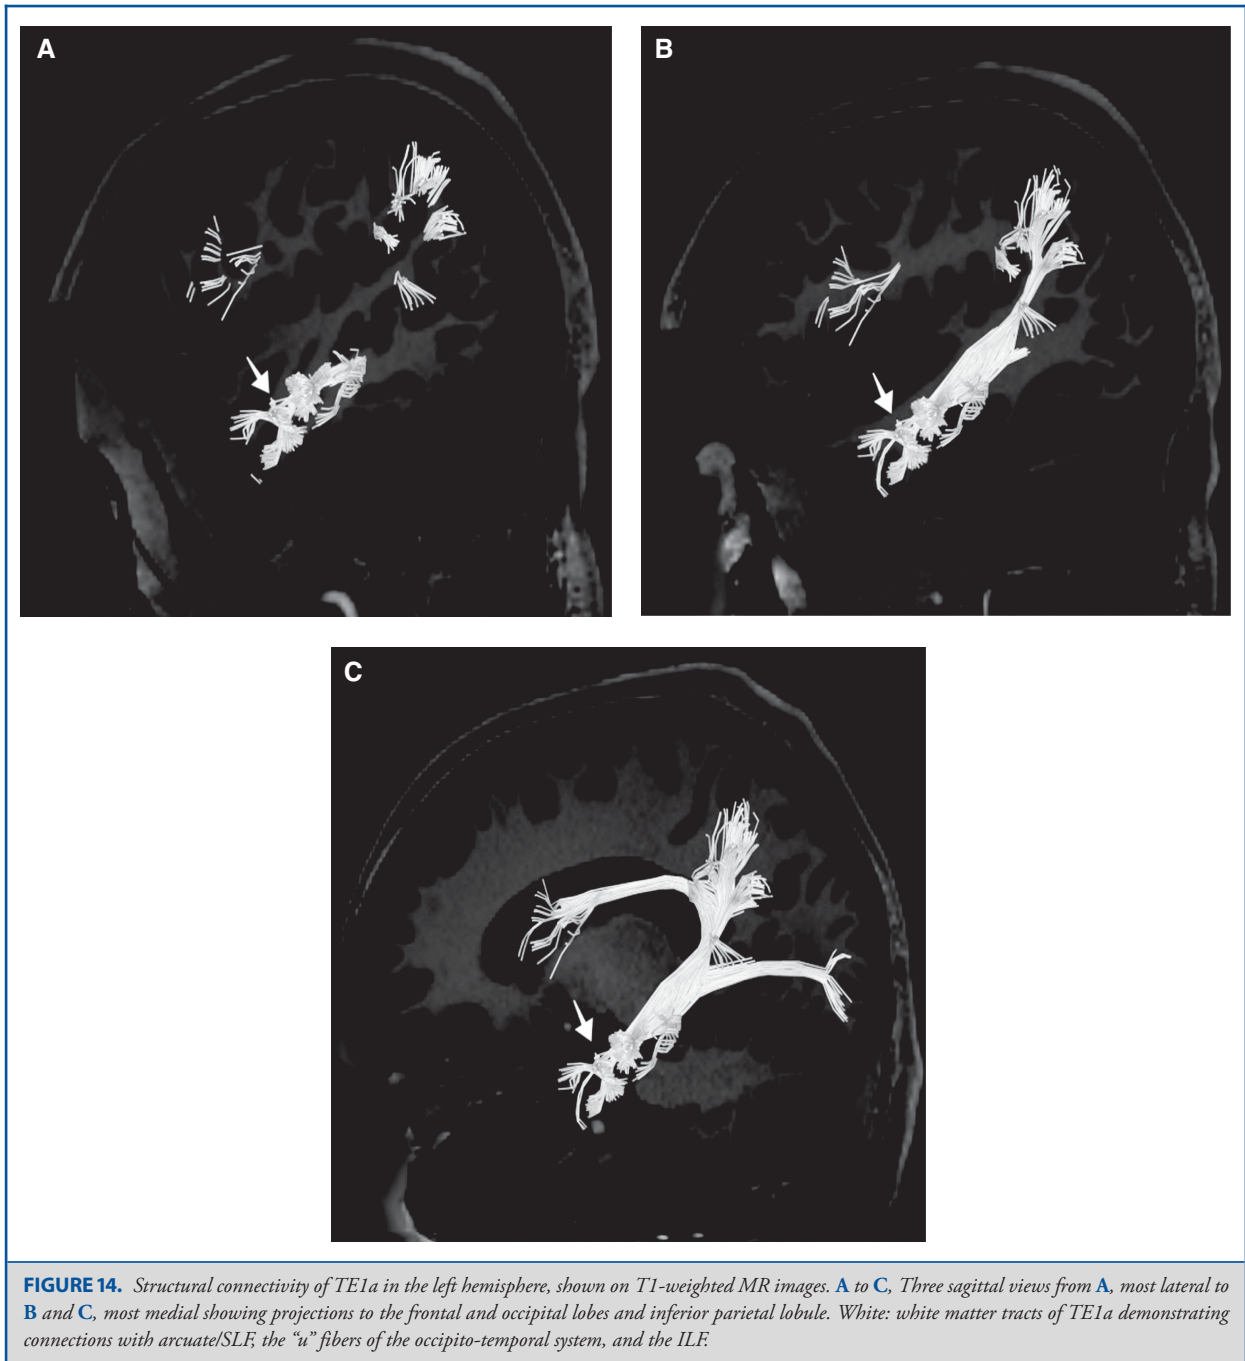 A
B
C
FIGURE 14. Structural connectivity of TE1a in the left hemisphere, shown on T1-weighted MR images. A to C, Three sagittal views from A, most lateral to
B and C, most medial showing projections to the frontal and occipital lobes and inferior parietal lobule. White: white matter tracts of TE1a demonstrating
connections with arcuate/SLF, the “u” fibers of the occipito-temporal system, and the ILF.